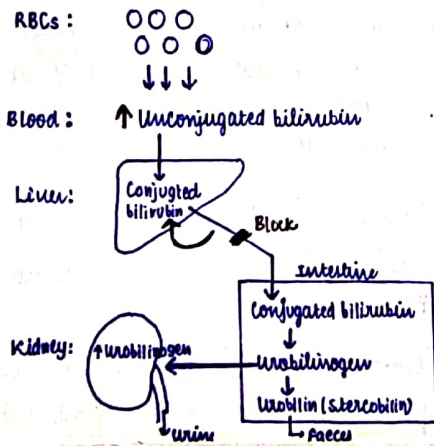 RBCs:
Blood: ↑ Unconjugated bilirubin
Liver: Conjugted
bilirubin
Block
Intestine
Conjugated bilirubin
Kidney: ↑urobilinogen
urobilinogen
urobilin (stercobilin)
urine
Faeces